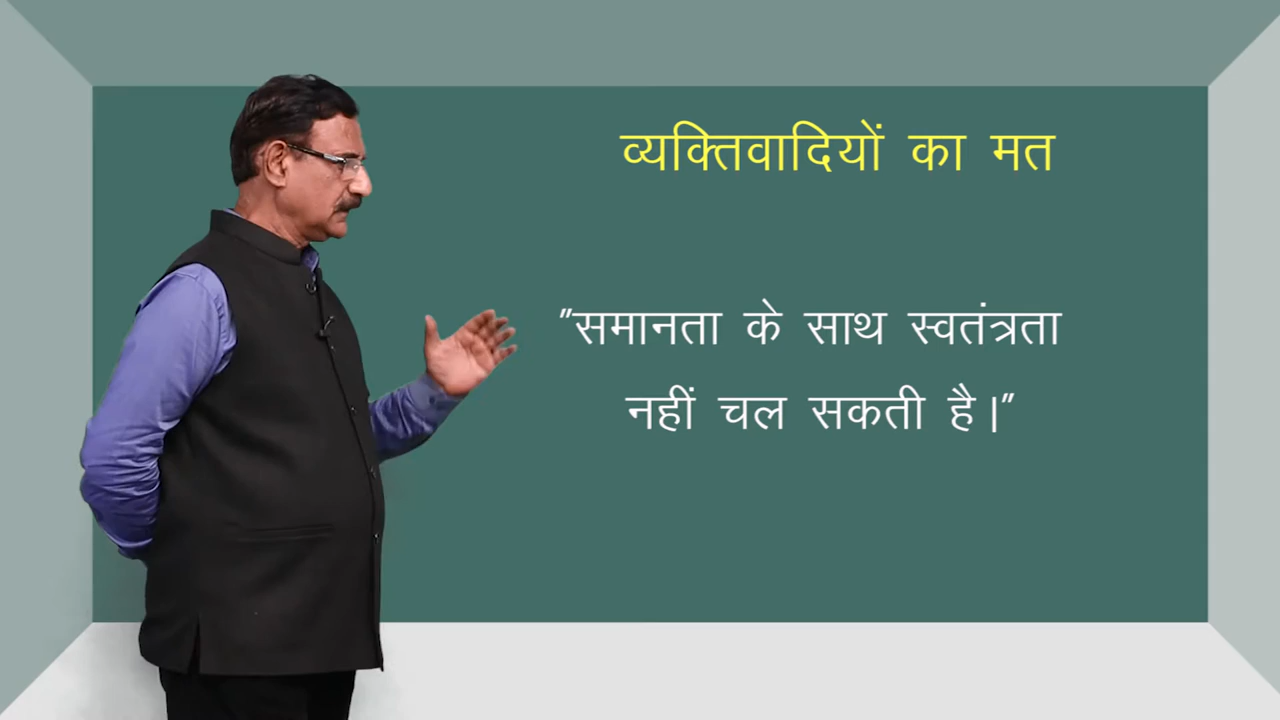 व्यक्तिवादियों का मत
"समानता के साथ स्वतंत्रता
नहीं चल सकती है।"